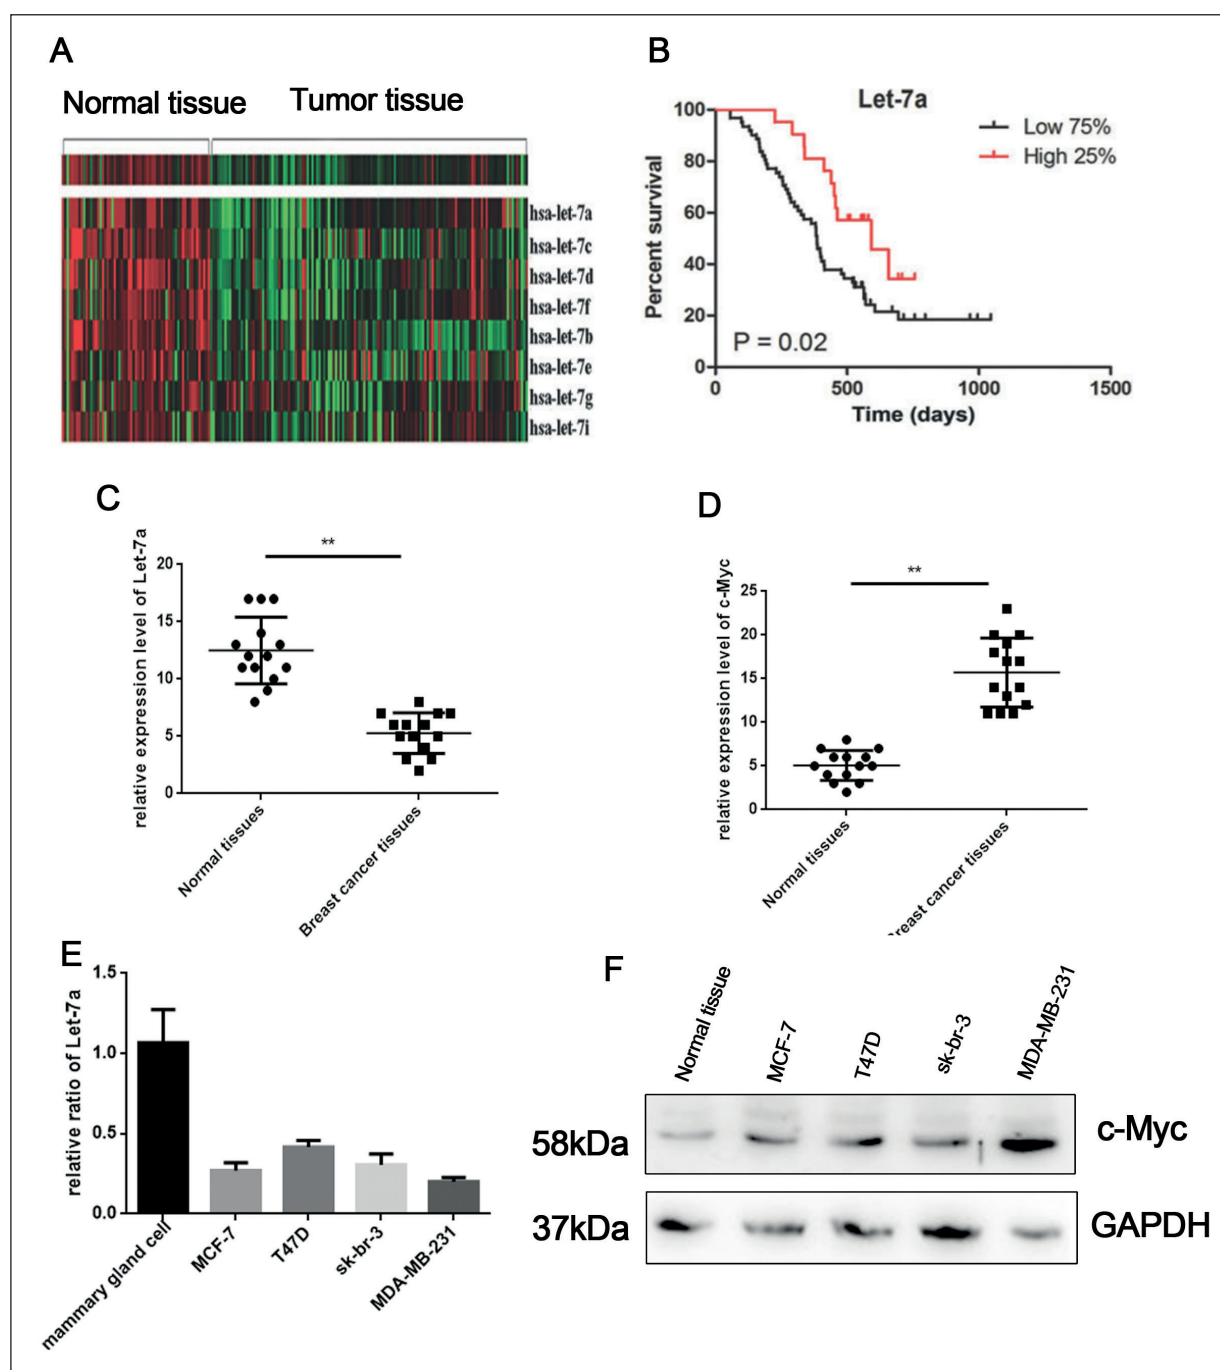 A
Normal tissue
Tumor tissue
hsa-let-7a
hsa-let-7c
hsa-let-7d
hsa-let-7f
hsa-let-7b
hsa-let-7e
hsa-let-7g
hsa-let-7i
B
Let-7a
Low 75%
High 25%
Percent survival
100
80
60
40
20
0
P = 0.02
0
500
1000
1500
Time (days)
C
relative expression level of Let-7a
**
20
15
10
5
0
Normal tissues
Breast cancer tissues
D
relative expression level of c-Myc
**
25
20
15
10
5
0
Normal tissues
Breast cancer tissues
E
relative ratio of Let-7a
1.5
1.0
0.5
0.0
mammary gland cell
MCF-7
T47D
sk-br-3
MDA-MB-231
F
Normal tissue
MCF-7
T47D
sk-br-3
MDA-MB-231
58kDa
c-Myc
37kDa
GAPDH